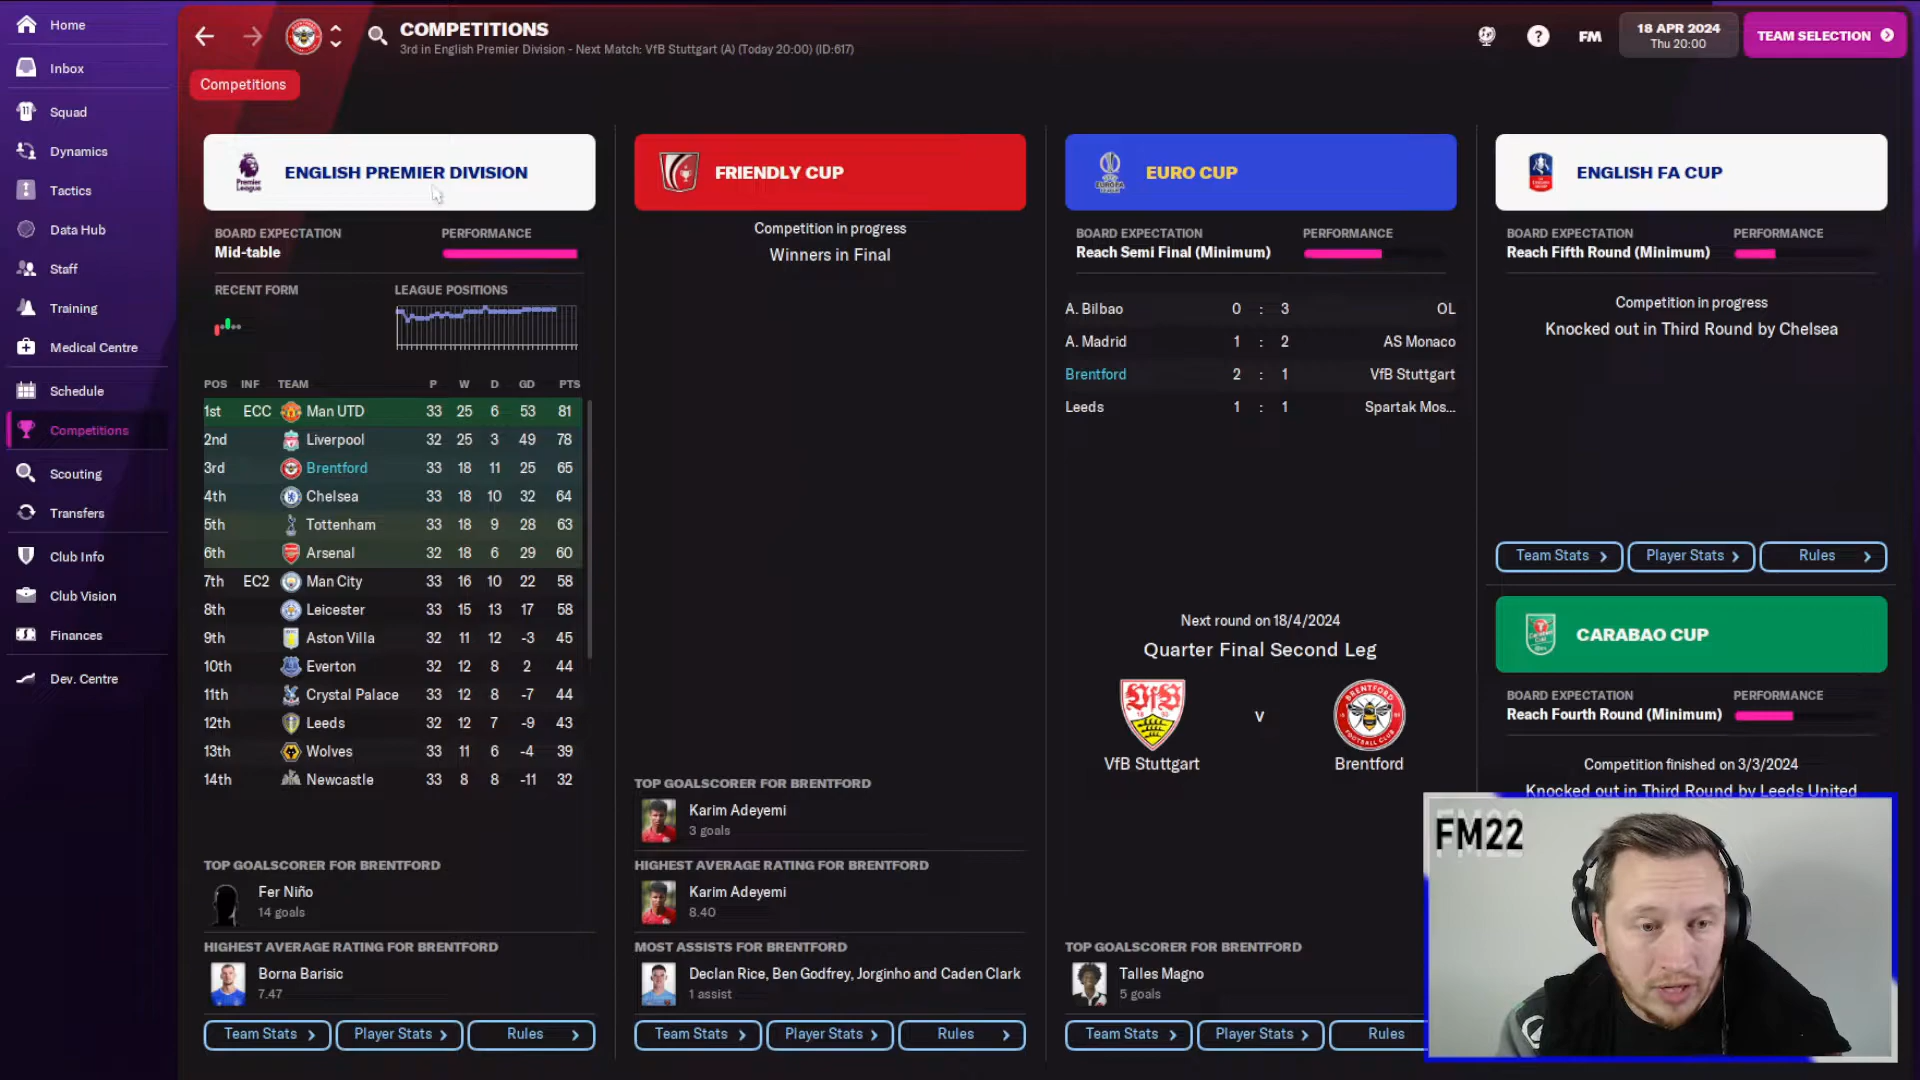 Home
Inbox
Squad
Dynamics
Tactics
Data Hub
Staff
Training
Medical Centre
Schedule
Competitions
Scouting
Transfers
Club Info
Club Vision
Finances
Dev. Centre
COMPETITIONS
3rd in English Premier Division - Next Match: VfB Stuttgart (A) (Today 20:00) (ID:617)
FM
18 APR 2024
Thu 20:00
TEAM SELECTION
Competitions
ENGLISH PREMIER DIVISION
BOARD EXPECTATION PERFORMANCE
Mid-table
RECENT FORM LEAGUE POSITIONS
POS INF TEAM P W D GD PTS
1st ECC Man UTD 33 25 6 53 81
2nd Liverpool 32 25 3 49 78
3rd Brentford 33 18 11 25 65
4th Chelsea 33 18 10 32 64
5th Tottenham 33 18 9 28 63
6th Arsenal 32 18 6 29 60
7th EC2 Man City 33 16 10 22 58
8th Leicester 33 15 13 17 58
9th Aston Villa 32 11 12 -3 45
10th Everton 32 12 8 2 44
11th Crystal Palace 33 12 8 -7 44
12th Leeds 32 12 7 -9 43
13th Wolves 33 11 6 -4 39
14th Newcastle 33 8 8 -11 32
TOP GOALSCORER FOR BRENTFORD
Fer Niño
14 goals
HIGHEST AVERAGE RATING FOR BRENTFORD
Borna Barisic
7.47
Team Stats Player Stats Rules
FRIENDLY CUP
Competition in progress
Winners in Final
TOP GOALSCORER FOR BRENTFORD
Karim Adeyemi
3 goals
HIGHEST AVERAGE RATING FOR BRENTFORD
Karim Adeyemi
8.40
MOST ASSISTS FOR BRENTFORD
Declan Rice, Ben Godfrey, Jorginho and Caden Clark
1 assist
Team Stats Player Stats Rules
EURO CUP
BOARD EXPECTATION PERFORMANCE
Reach Semi Final (Minimum)
A. Bilbao 0 : 3 OL
A. Madrid 1 : 2 AS Monaco
Brentford 2 : 1 VfB Stuttgart
Leeds 1 : 1 Spartak Mos...
Next round on 18/4/2024
Quarter Final Second Leg
V
VfB Stuttgart Brentford
TOP GOALSCORER FOR BRENTFORD
Talles Magno
5 goals
Team Stats Player Stats Rules
ENGLISH FA CUP
BOARD EXPECTATION PERFORMANCE
Reach Fifth Round (Minimum)
Competition in progress
Knocked out in Third Round by Chelsea
Team Stats Player Stats Rules
CARABAO CUP
BOARD EXPECTATION PERFORMANCE
Reach Fourth Round (Minimum)
Competition finished on 3/3/2024
Knocked out in Third Round by Leeds United
FM22